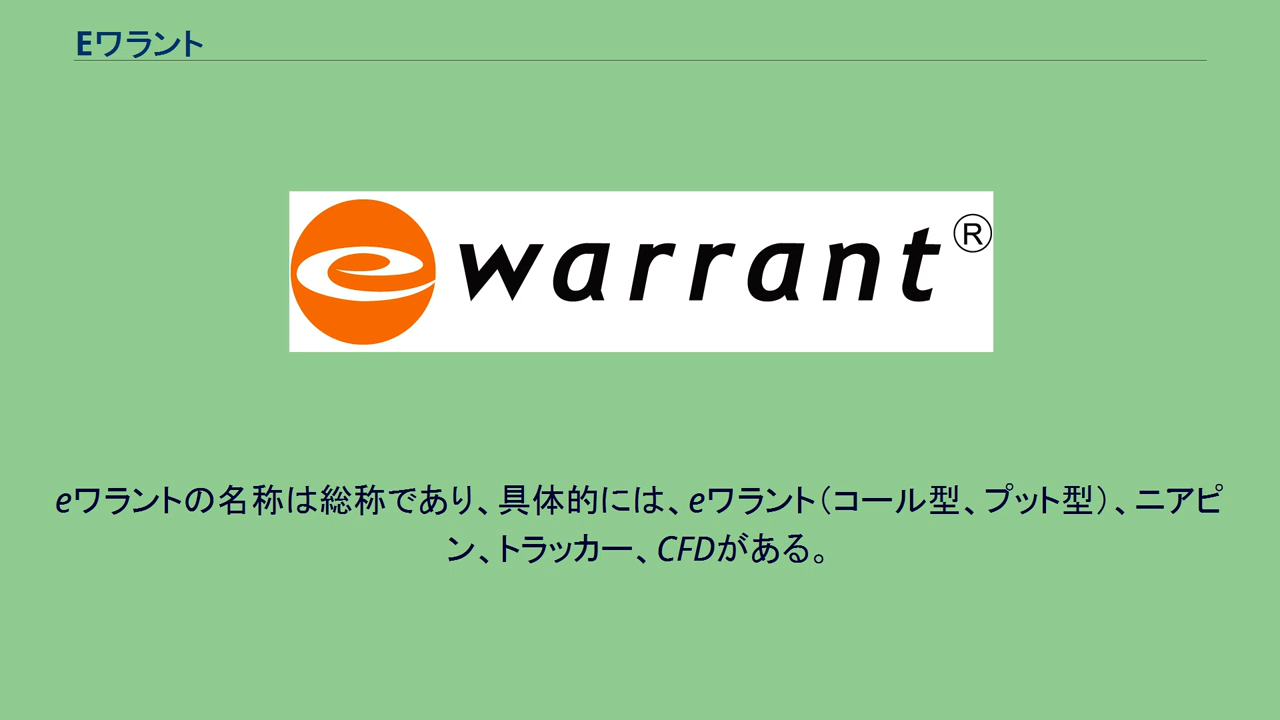 Eワラント
e warrant®
eワラントの名称は総称であり、具体的には、eワラント（コール型、プット型）、ニアピ
ン、トラッカー、CFDがある。